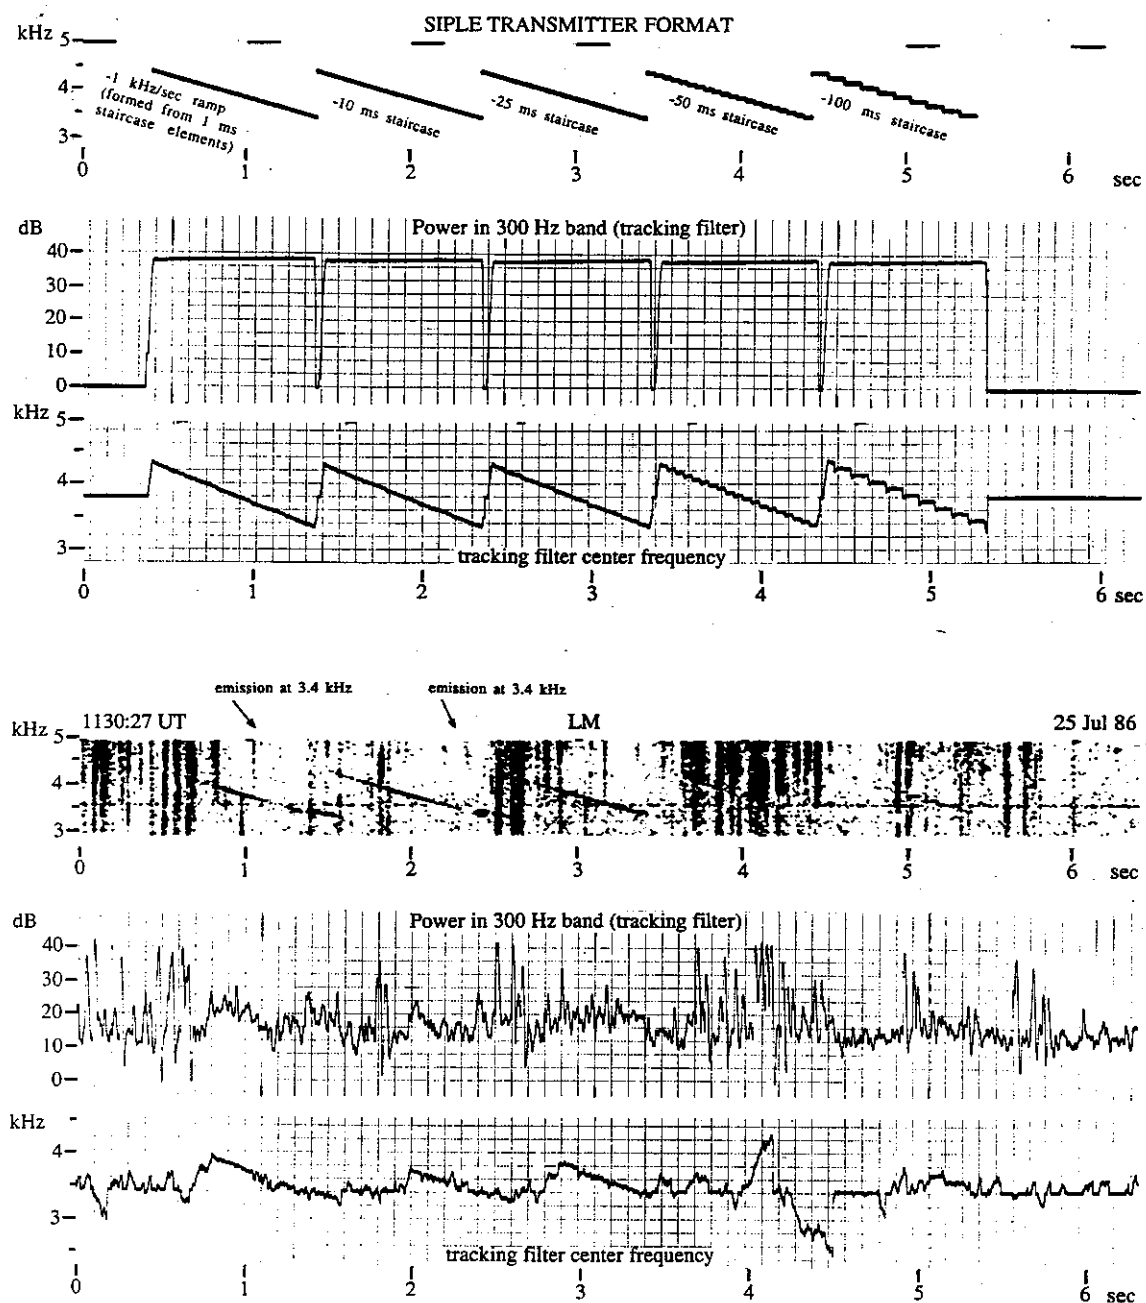 SIPLE TRANSMITTER FORMAT
kHz
5
4
3
-1 kHz/sec ramp
(formed from 1 ms
staircase elements)
-10 ms staircase
-25 ms staircase
-50 ms staircase
-100 ms staircase
0 1 2 3 4 5 6 sec
dB
Power in 300 Hz band (tracking filter)
40
30
20
10
0
kHz
5
4
3
tracking filter center frequency
0 1 2 3 4 5 6 sec
emission at 3.4 kHz emission at 3.4 kHz
kHz 5 1130:27 UT LM 25 Jul 86
4
3
0 1 2 3 4 5 6 sec
dB
Power in 300 Hz band (tracking filter)
40
30
20
10
0
kHz
4
3
tracking filter center frequency
0 1 2 3 4 5 6 sec